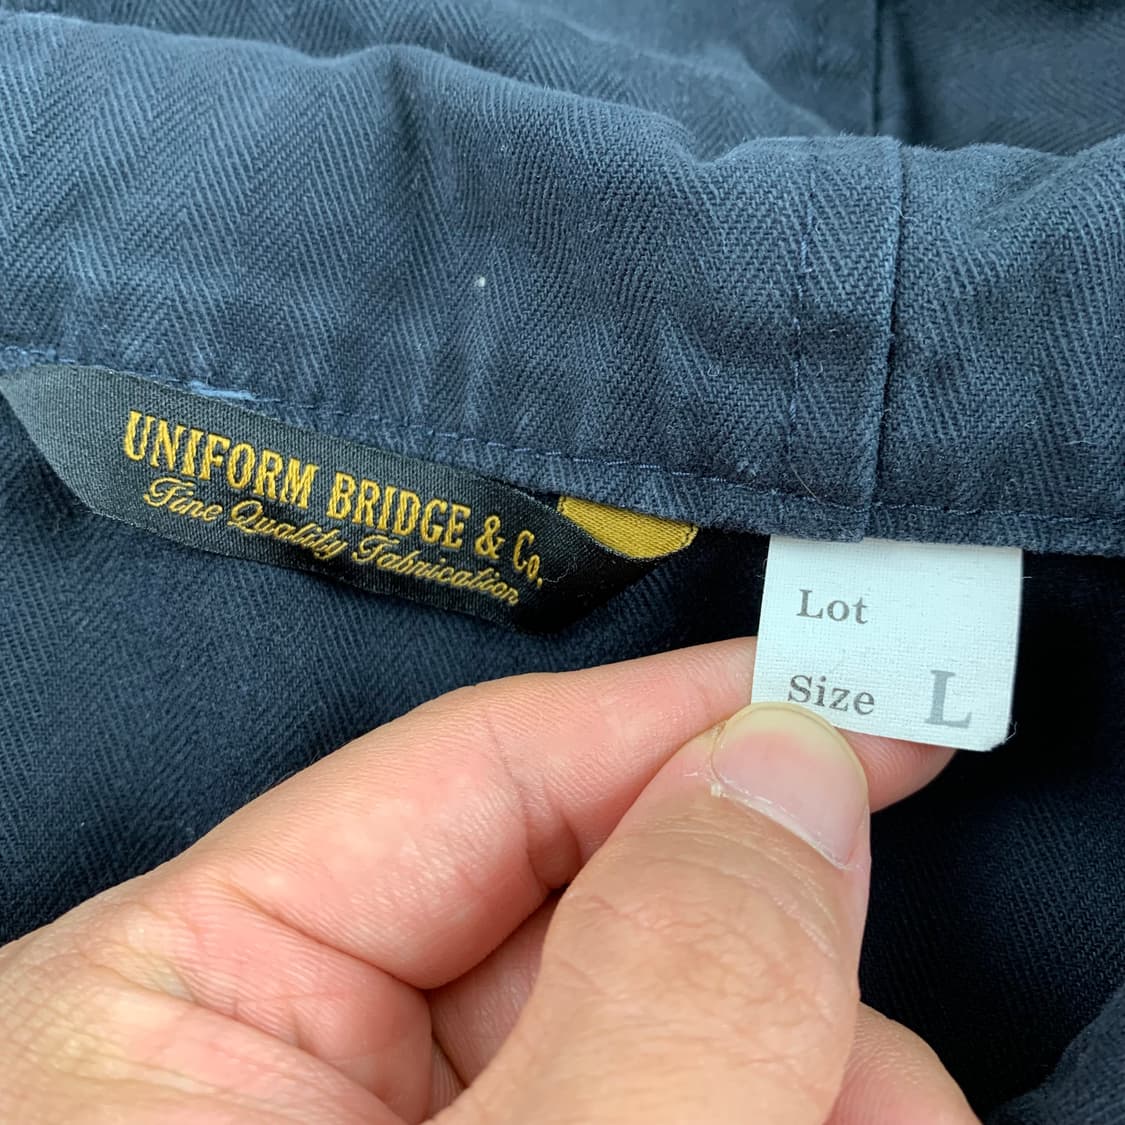 UNIFORM BRIDGE & Co.
Fine Quality Fabrication
Lot
Size L